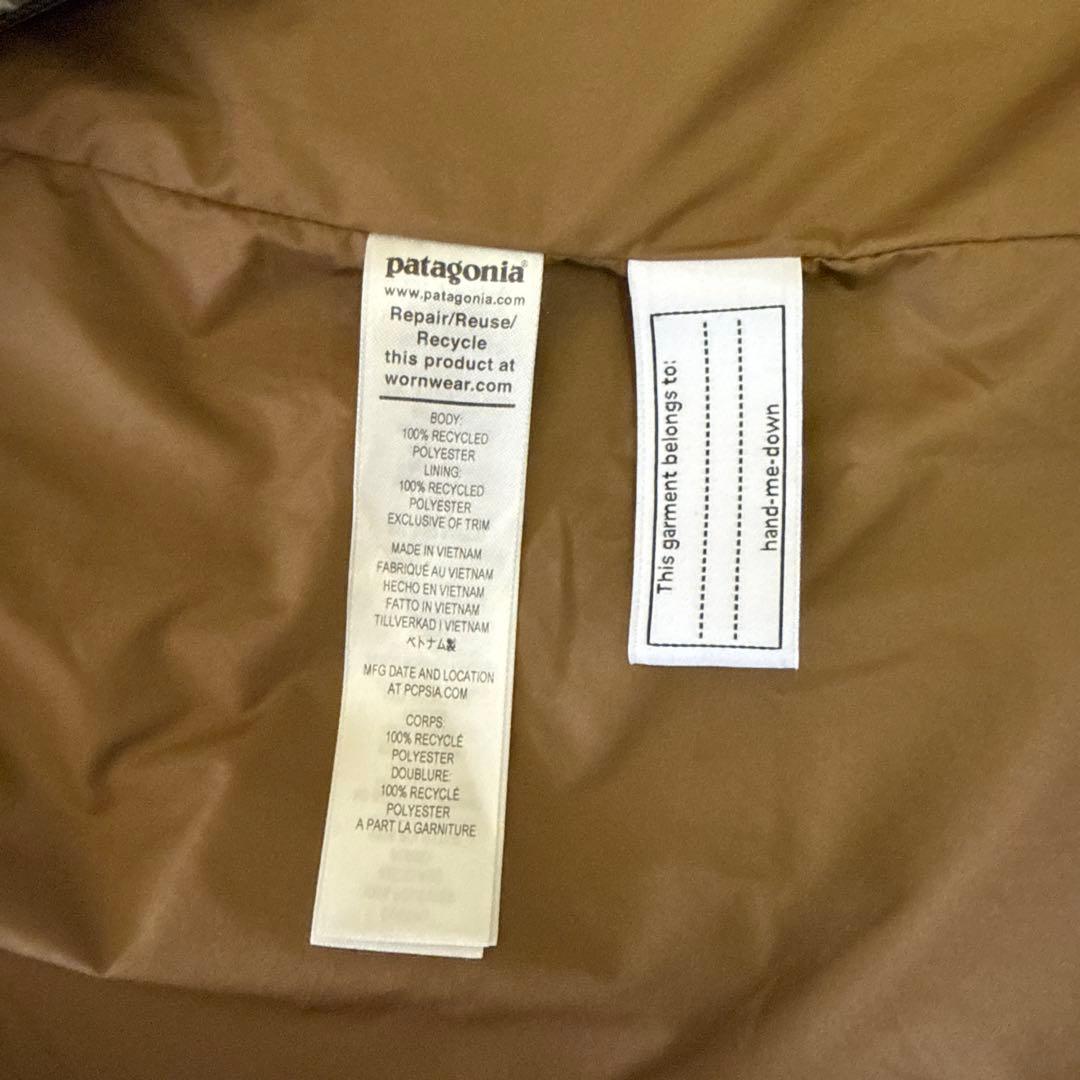 patagonia®
www.patagonia.com
Repair/Reuse/
Recycle
this product at
wornwear.com
BODY:
100% RECYCLED
POLYESTER
LINING:
100% RECYCLED
POLYESTER
EXCLUSIVE OF TRIM
MADE IN VIETNAM
FABRIQUÉ AU VIETNAM
HECHO EN VIETNAM
FATTO IN VIETNAM
TILLVERKAD I VIETNAM
ベトナム製
MFG DATE AND LOCATION
AT PCPSIA.COM
CORPS:
100% RECYCLÉ
POLYESTER
DOUBLURE:
100% RECYCLÉ
POLYESTER
A PART LA GARNITURE
This garment belongs to:
hand-me-down